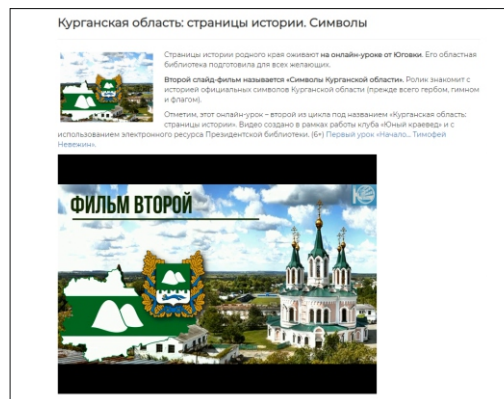 Курганская область: страницы истории. Символы
Страницы истории родного края оживают на онлайн-уроке от Юговки. Его областная
библиотека подготовила для всех желающих.
Второй слайд-фильм называется «Символы Курганской области». Ролик знакомит с
историей официальных символов Курганской области (прежде всего гербом, гимном
и флагом).
Отметим, этот онлайн-урок – второй из цикла под названием «Курганская область:
страницы истории». Видео создано в рамках работы клуба «Юный краевед» и с
использованием электронного ресурса Президентской библиотеки. (6+) Первый урок «Начало... Тимофей
Невежин».
ФИЛЬМ ВТОРОЙ